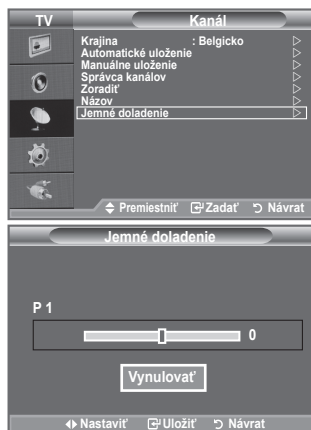 TV Kanál
Krajina : Belgicko
Automatické uloženie
Manuálne uloženie
Správca kanálov
Zoradiť
Názov
Jemné doladenie
Premiestniť Zadať Návrat
Jemné doladenie
P 1
0
Vynulovať
Nastaviť Uložiť Návrat